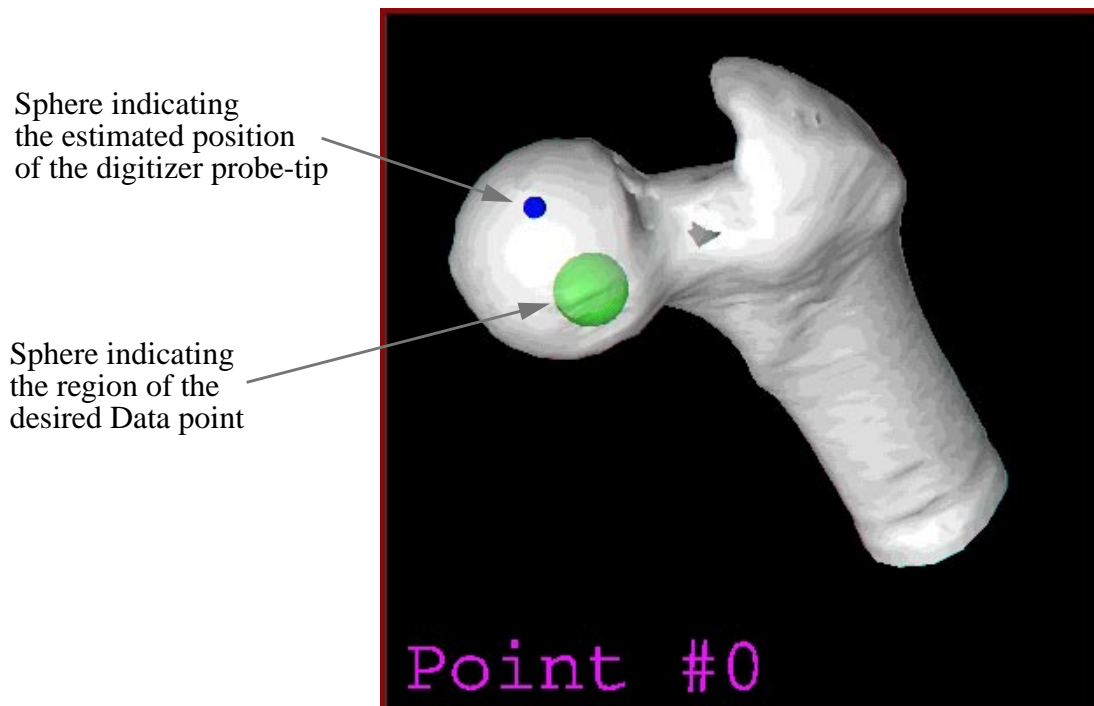 Sphere indicating
the estimated position
of the digitizer probe-tip
Sphere indicating
the region of the
desired Data point
Point #0